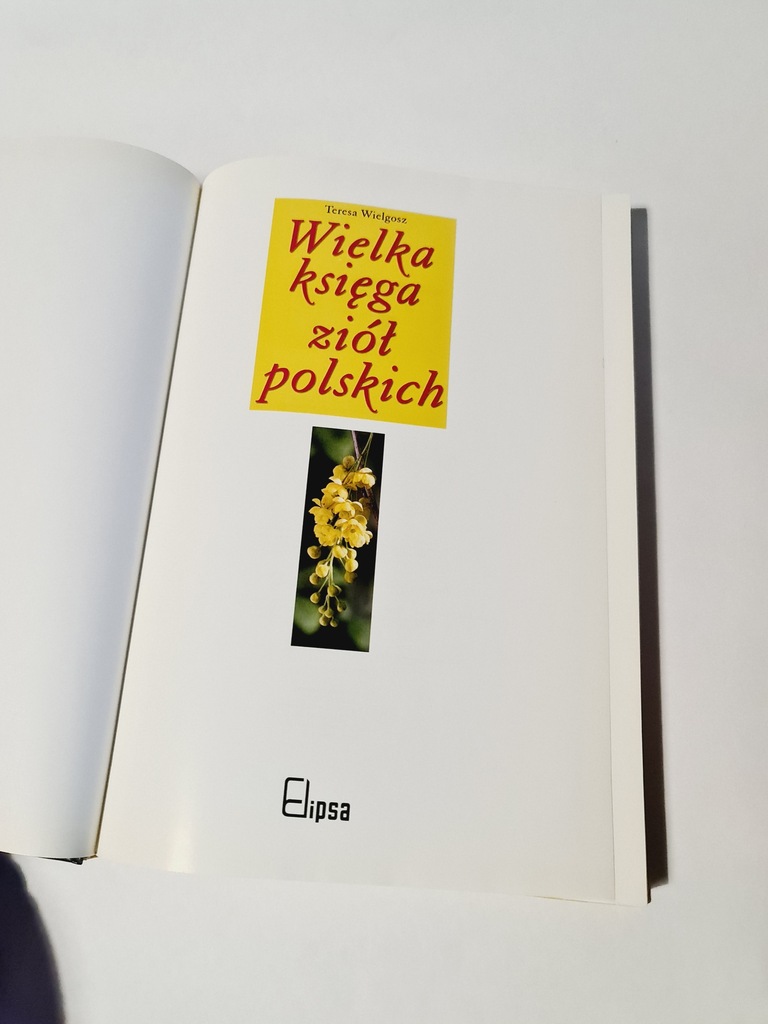 Teresa Wielgosz
Wielka
księga
ziół
polskich
Elipsa